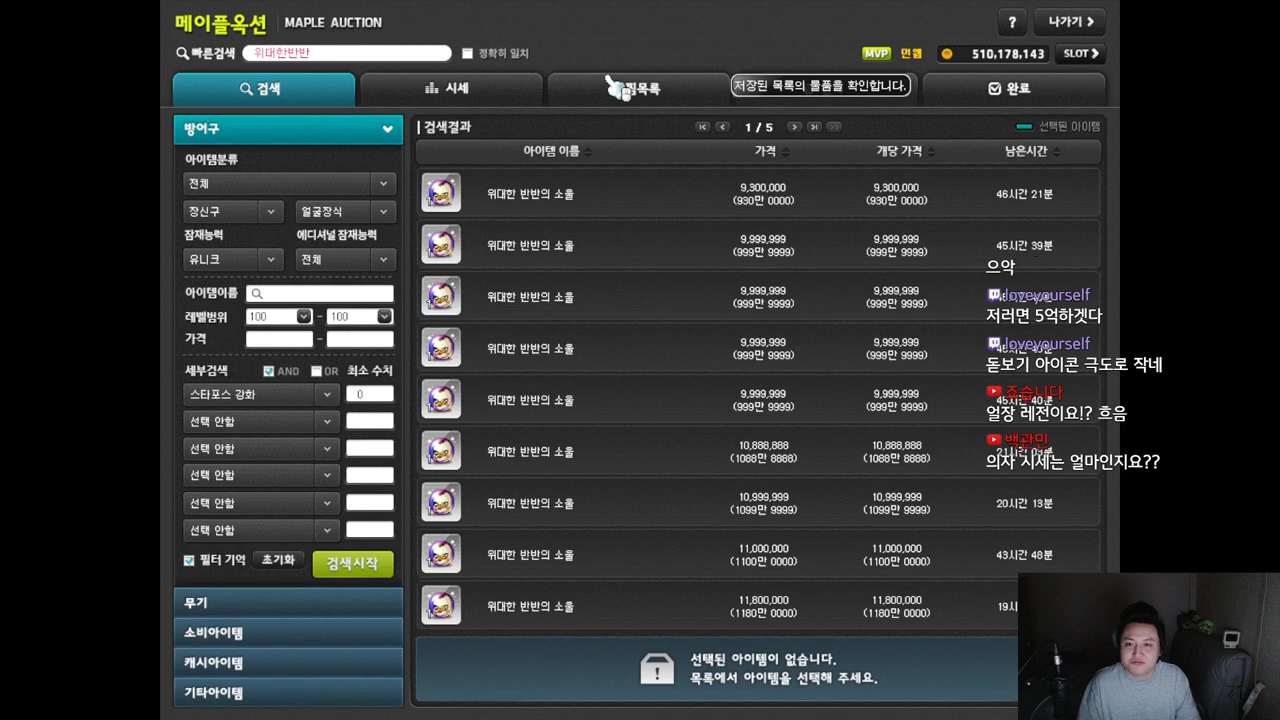 메이플옥션
MAPLE AUCTION
?
나가기
빠른검색
위대한반반
정확히 일치
MVP
510,178,143
SLOT
검색
시세
목록
저장된 목록의 물품을 확인합니다.
완료
방어구
검색결과
1 / 5
선택된 아이템
아이템분류
아이템 이름
가격
개당 가격
남은시간
전체
장신구
얼굴장식
잠재능력
에디셔널 잠재능력
유니크
전체
아이템이름
레벨범위
100
-
100
가격
-
세부검색
AND
OR
최소 수치
스타포스 강화
0
선택 안함
선택 안함
선택 안함
선택 안함
선택 안함
필터 기억
초기화
검색시작
무기
소비아이템
캐시아이템
기타아이템
위대한 반반의 소울
9,300,000
(930만 0000)
9,300,000
(930만 0000)
46시간 21분
위대한 반반의 소울
9,999,999
(999만 9999)
9,999,999
(999만 9999)
45시간 39분
위대한 반반의 소울
9,999,999
(999만 9999)
9,999,999
(999만 9999)
위대한 반반의 소울
9,999,999
(999만 9999)
9,999,999
(999만 9999)
위대한 반반의 소울
9,999,999
(999만 9999)
9,999,999
(999만 9999)
위대한 반반의 소울
10,888,888
(1088만 8888)
10,888,888
(1088만 8888)
위대한 반반의 소울
10,999,999
(1099만 9999)
10,999,999
(1099만 9999)
20시간 13분
위대한 반반의 소울
11,000,000
(1100만 0000)
11,000,000
(1100만 0000)
43시간 48분
위대한 반반의 소울
11,800,000
(1180만 0000)
11,800,000
(1180만 0000)
으악
loveyourself
저러면 5억하겟다
loveyourself
돋보기 아이콘 극도로 작네
죠습니다
얼장 레전이요!? 흐음
백관민
의자 시세는 얼마인지요??
선택된 아이템이 없습니다.
목록에서 아이템을 선택해 주세요.